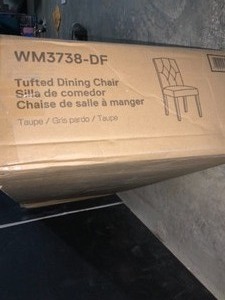 WM3738-DF
Tufted Dining Chair
Silla de comedor
Chaise de salle à manger
Taupe / Gris pardo / Taupe